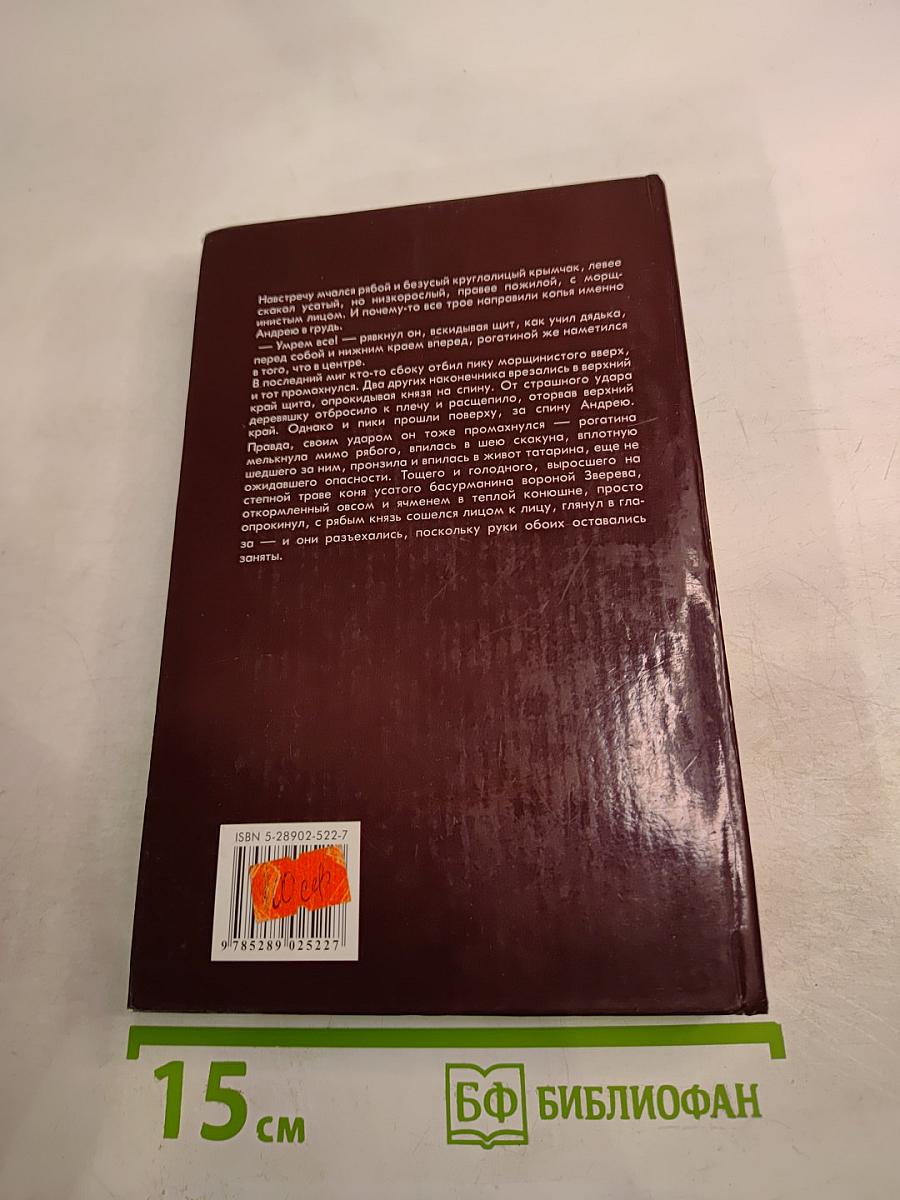 Навстречу мчался рябой и безусый круглолицый крымчак, левее
скакал усатый, но низкорослый, правее пожилой, с морщ-
инистым лицом. И почему-то все трое направили копья именно
Андрею в грудь.
— Умрем все! — рявкнул он, вскидывая щит, как учил дядька,
перед собой и нижним краем вперед, рогатиной же наметился
в того, что в центре.
В последний миг кто-то сбоку отбил пику морщинистого вверх,
и тот промахнулся. Два других наконечника врезались в верхний
край щита, опрокидывая князя на спину. От страшного удара
деревяшку отбросило к плечу и расщепило, оторвав верхний
край. Однако и пики прошли поверху, за спину Андрею.
Правда, своим ударом он тоже промахнулся — рогатина
мелькнула мимо рябого, впилась в шею скакуна, вплотную
шедшего за ним, пронзила и впилась в живот татарина, еще не
ожидавшего опасности. Тощего и голодного, выросшего на
степной траве коня усатого басурманина вороной Зверева,
откормленный овсом и ячменем в теплой конюшне, просто
опрокинул, с рябым князь сошелся лицом к лицу, глянул в гла-
за — и они разъехались, поскольку руки обоих оставались
заняты.
ISBN 5-28902-522-7
9 785289 025227
15 см
БФ БИБЛИОФАН